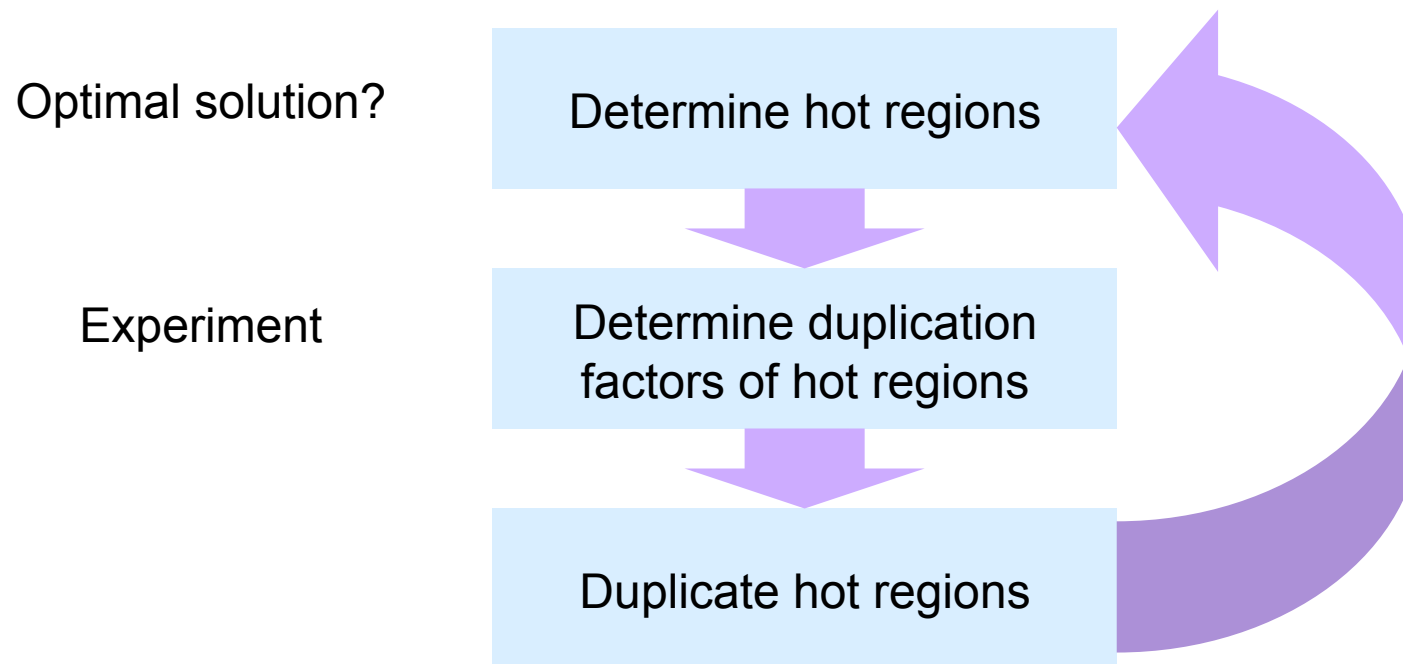 Optimal solution?
Determine hot regions
Experiment
Determine duplication
factors of hot regions
Duplicate hot regions